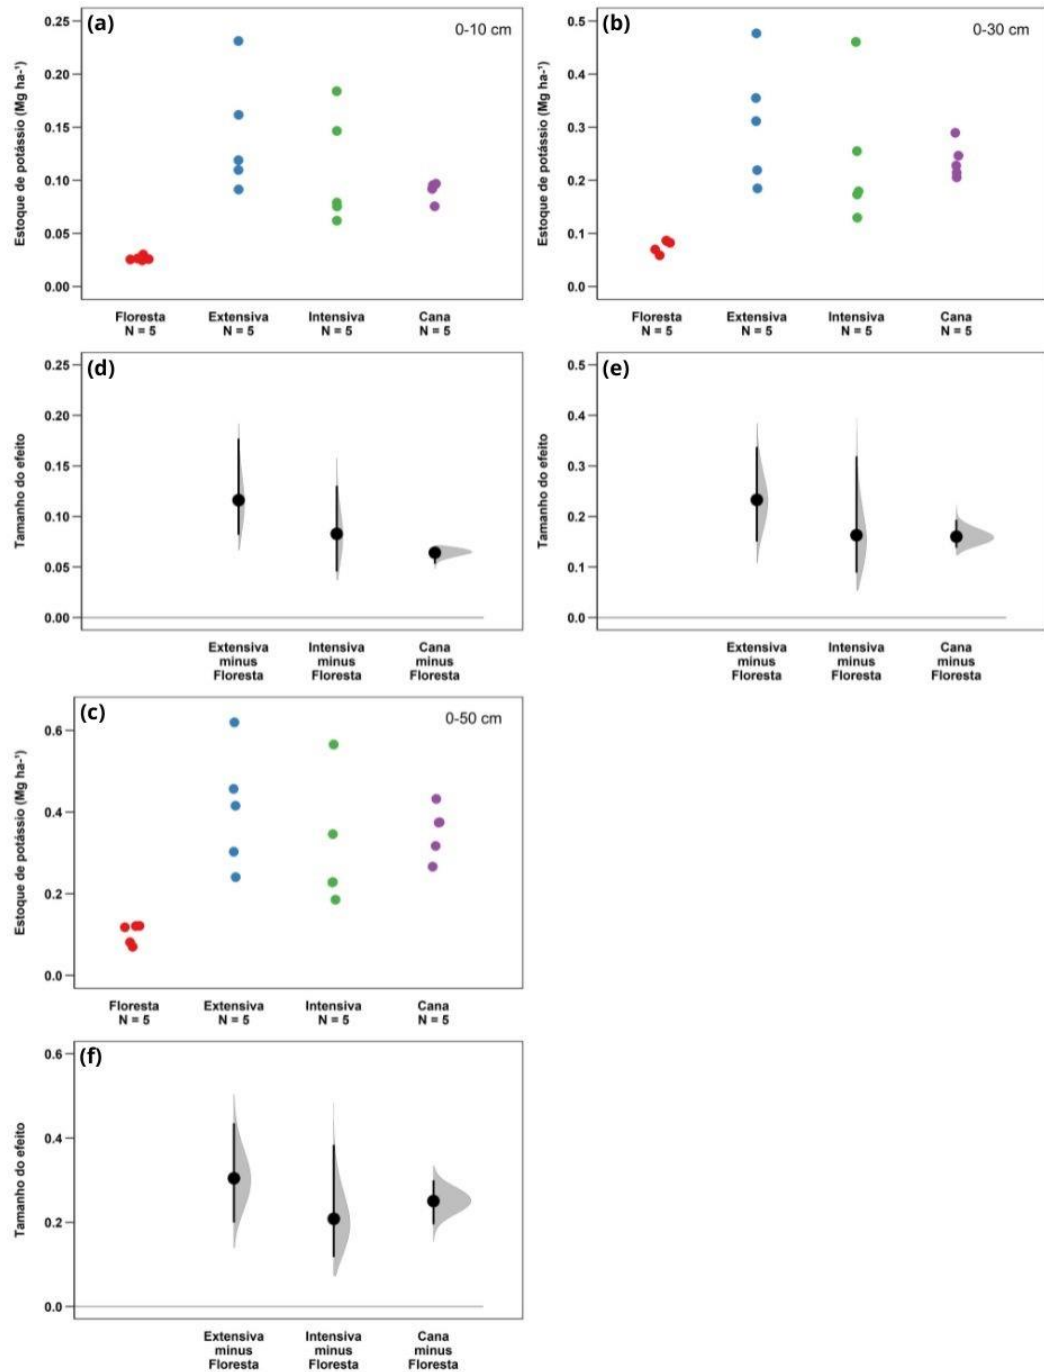 (a)
0-10 cm
Estoque de potássio (Mg ha-¹)
0.25
0.20
0.15
0.10
0.05
0.00
Floresta Extensiva Intensiva Cana
N = 5 N = 5 N = 5 N = 5
(b)
0-30 cm
Estoque de potássio (Mg ha-¹)
0.5
0.4
0.3
0.2
0.1
0.0
Floresta Extensiva Intensiva Cana
N = 5 N = 5 N = 5 N = 5
(d)
Tamanho do efeito
0.25
0.20
0.15
0.10
0.05
0.00
Extensiva Intensiva Cana
minus minus minus
Floresta Floresta Floresta
(e)
Tamanho do efeito
0.5
0.4
0.3
0.2
0.1
0.0
Extensiva Intensiva Cana
minus minus minus
Floresta Floresta Floresta
(c)
0-50 cm
Estoque de potássio (Mg ha-¹)
0.6
0.4
0.2
0.0
Floresta Extensiva Intensiva Cana
N = 5 N = 5 N = 5 N = 5
(f)
Tamanho do efeito
0.6
0.4
0.2
0.0
Extensiva Intensiva Cana
minus minus minus
Floresta Floresta Floresta